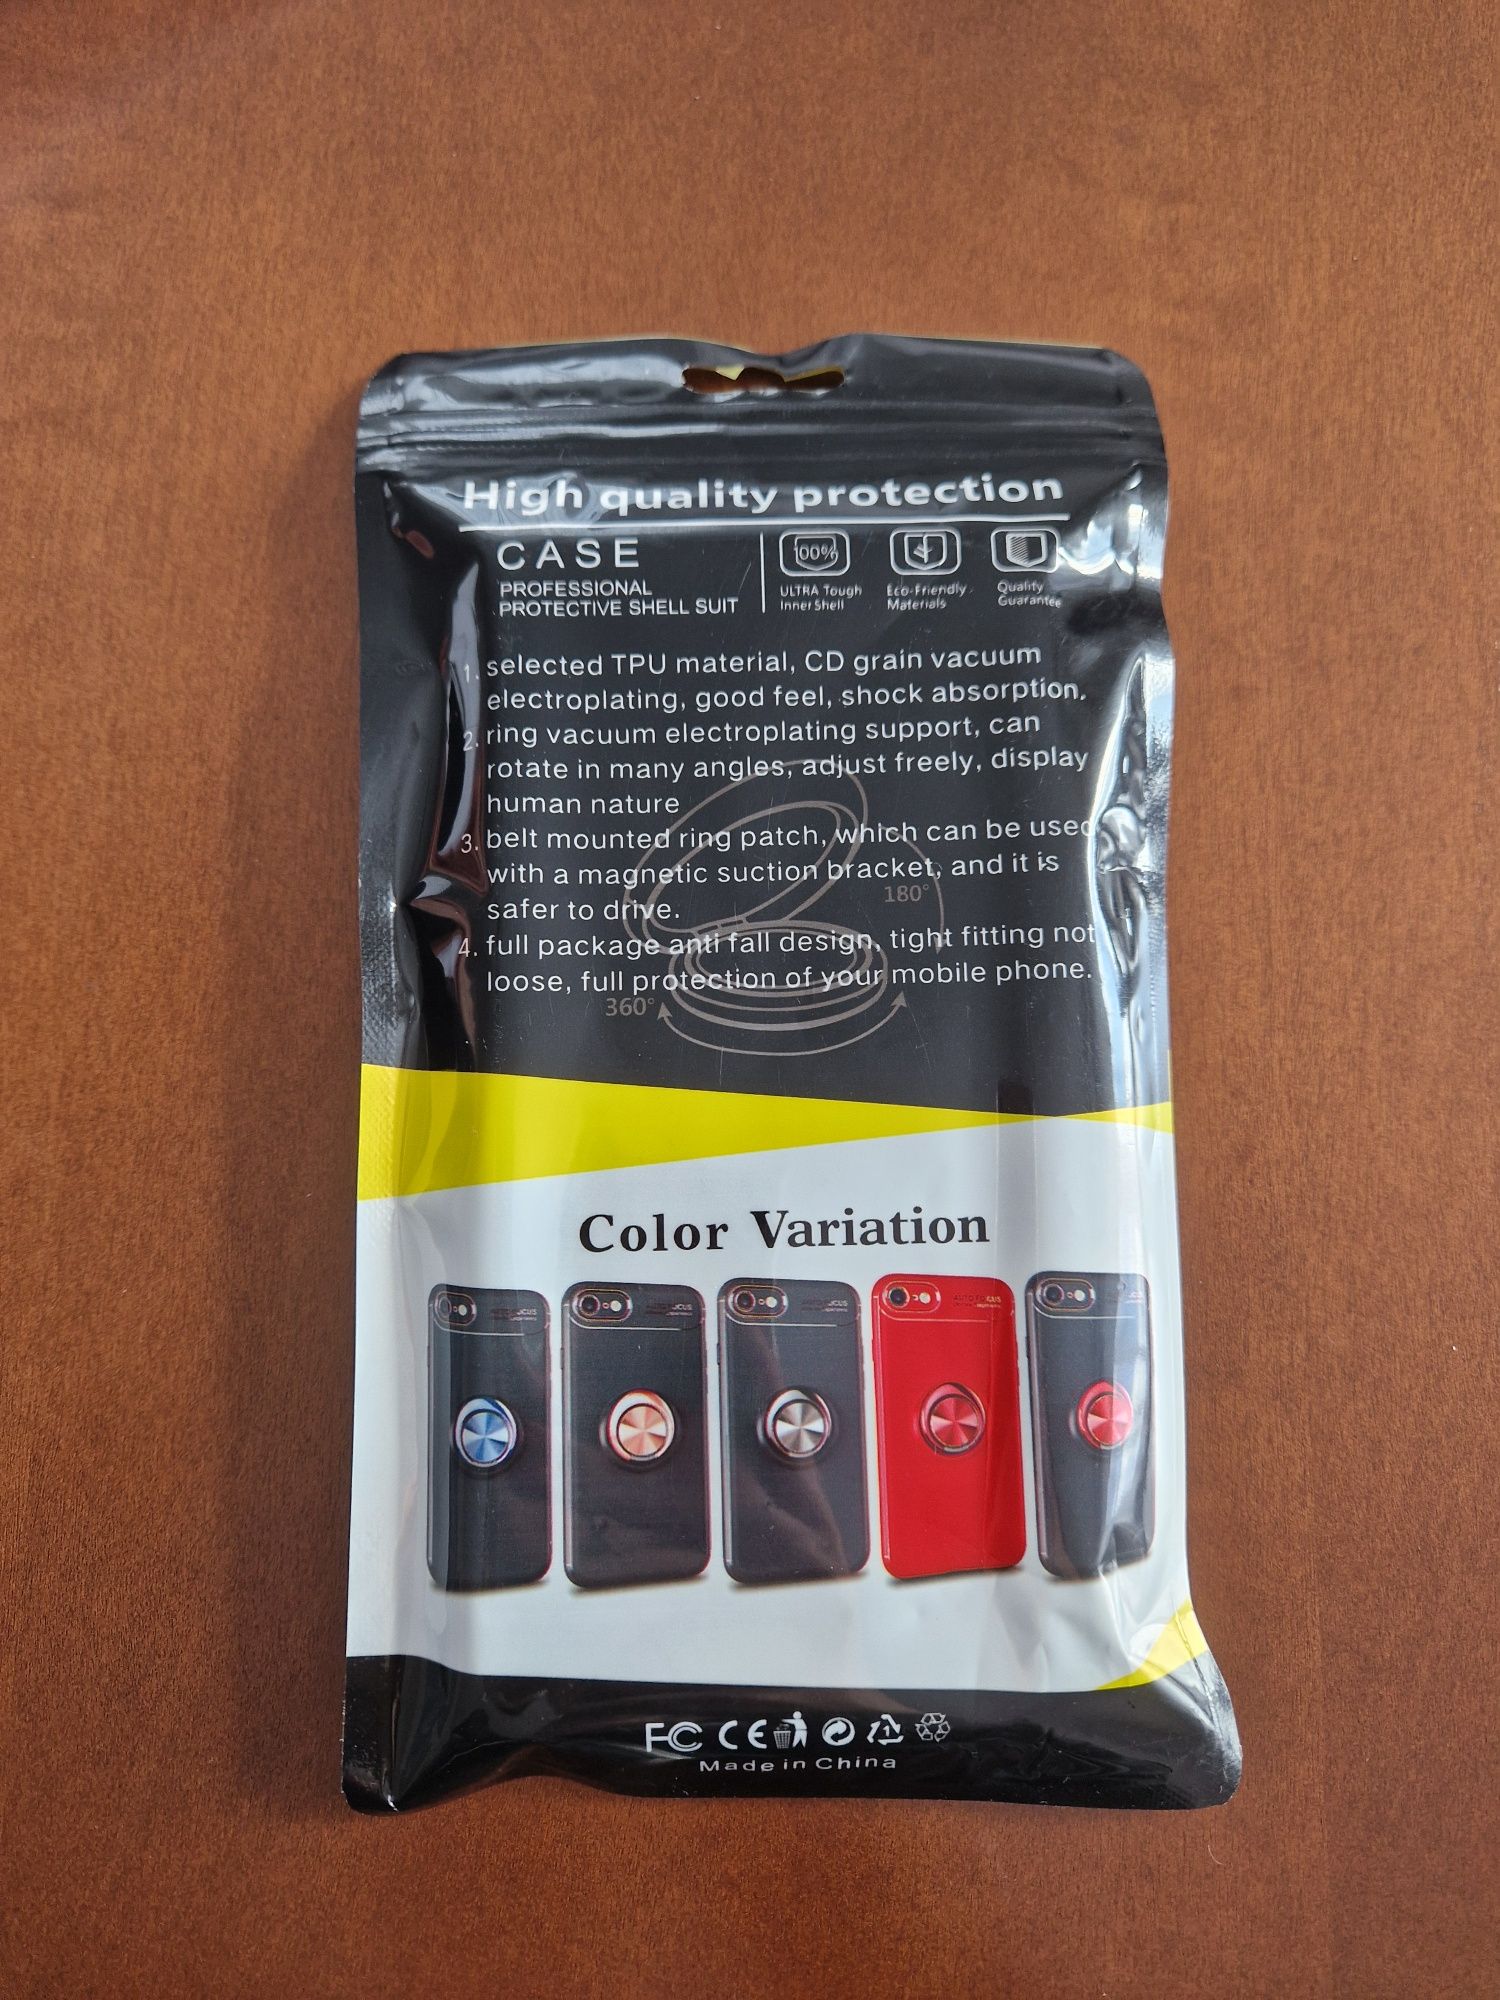 High quality protection
CASE
PROFESSIONAL
PROTECTIVE SHELL SUIT
100%
ULTRA Tough
Inner Shell
Eco-Friendly
Materials
Quality
Guarantee
1. selected TPU material, CD grain vacuum
electroplating, good feel, shock absorption.
2. ring vacuum electroplating support, can
rotate in many angles, adjust freely, display
human nature
3. belt mounted ring patch, which can be used
with a magnetic suction bracket, and it is
safer to drive.
4. full package anti fall design, tight fitting not
loose, full protection of your mobile phone.
180°
360°
Color Variation
AUTO FOCUS
FC CE 1
Made in China